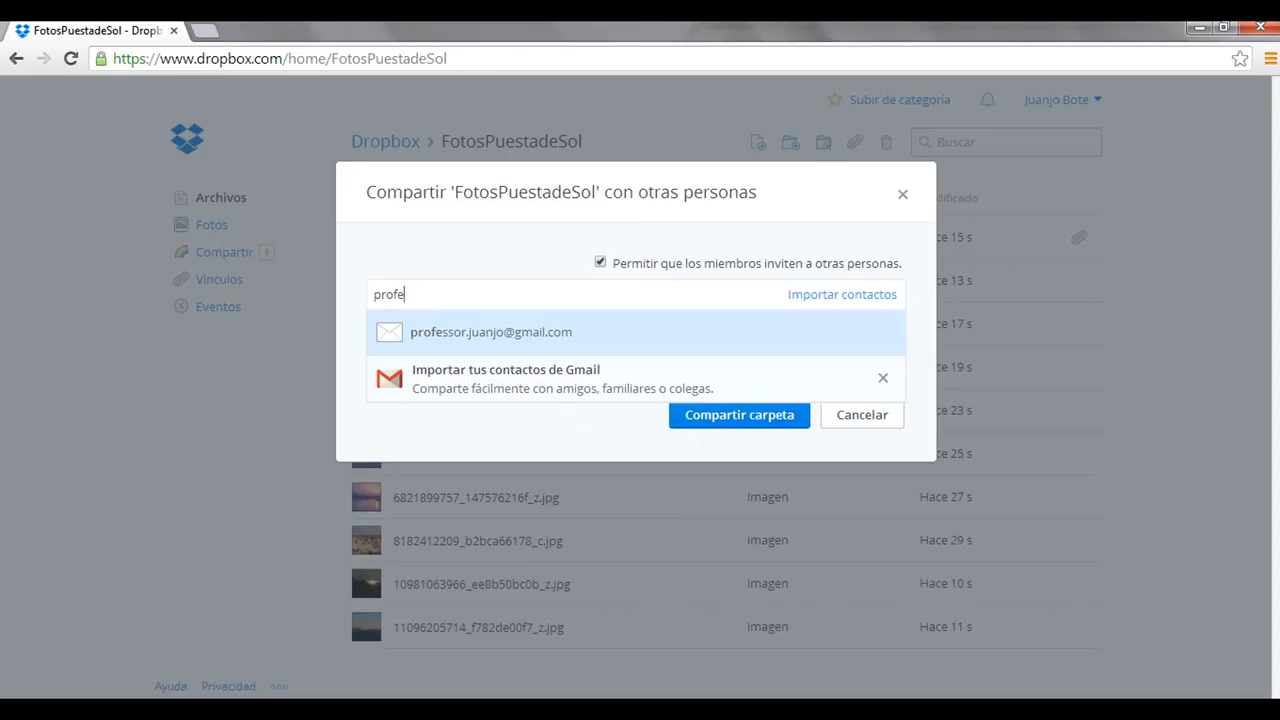 FotosPuestadeSol - Dropb
https://www.dropbox.com/home/FotosPuestadeSol
Subir de categoría
Juanjo Bote
Dropbox › FotosPuestadeSol
Buscar
Compartir 'FotosPuestadeSol' con otras personas
Archivos
dificado
Fotos
Hace 15 s
Compartir 1
Permitir que los miembros inviten a otras personas.
Vínculos
Hace 13 s
profe
Importar contactos
Eventos
Hace 17 s
professor.juanjo@gmail.com
Importar tus contactos de Gmail
Hace 19 s
Comparte fácilmente con amigos, familiares o colegas.
Compartir carpeta
Cancelar
Hace 23 s
Hace 25 s
6821899757_147576216f_z.jpg imagen Hace 27 s
8182412209_b2bca66178_c.jpg imagen Hace 29 s
10981063966_ee8b50bc0b_z.jpg imagen Hace 10 s
11096205714_f782de00f7_z.jpg imagen Hace 11 s
Ayuda Privacidad